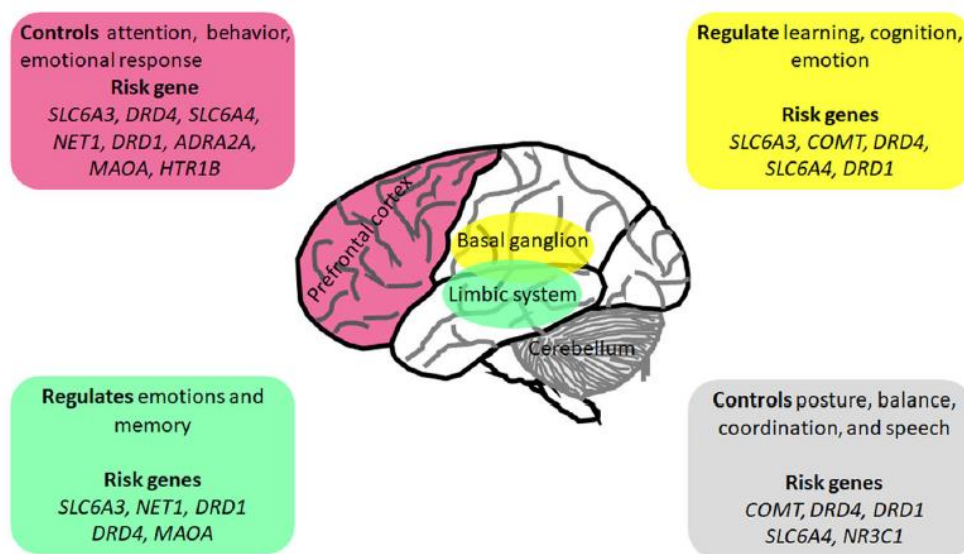 Controls attention, behavior,
emotional response
Risk gene
SLC6A3, DRD4, SLC6A4,
NET1, DRD1, ADRA2A,
MAOA, HTR1B
Regulate learning, cognition,
emotion
Risk genes
SLC6A3, COMT, DRD4,
SLC6A4, DRD1
Prefrontal cortex
Basal ganglion
Limbic system
Cerebellum
Regulates emotions and
memory
Risk genes
SLC6A3, NET1, DRD1
DRD4, MAOA
Controls posture, balance,
coordination, and speech
Risk genes
COMT, DRD4, DRD1
SLC6A4, NR3C1